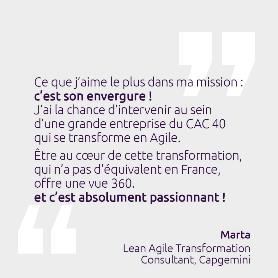 Ce que j'aime le plus dans ma mission :
c'est son envergure !
J'ai la chance d'intervenir au sein
d'une grande entreprise du CAC 40
qui se transforme en Agile.
Être au cœur de cette transformation,
qui n'a pas d'équivalent en France,
offre une vue 360.
et c'est absolument passionnant !
Marta
Lean Agile Transformation
Consultant, Capgemini